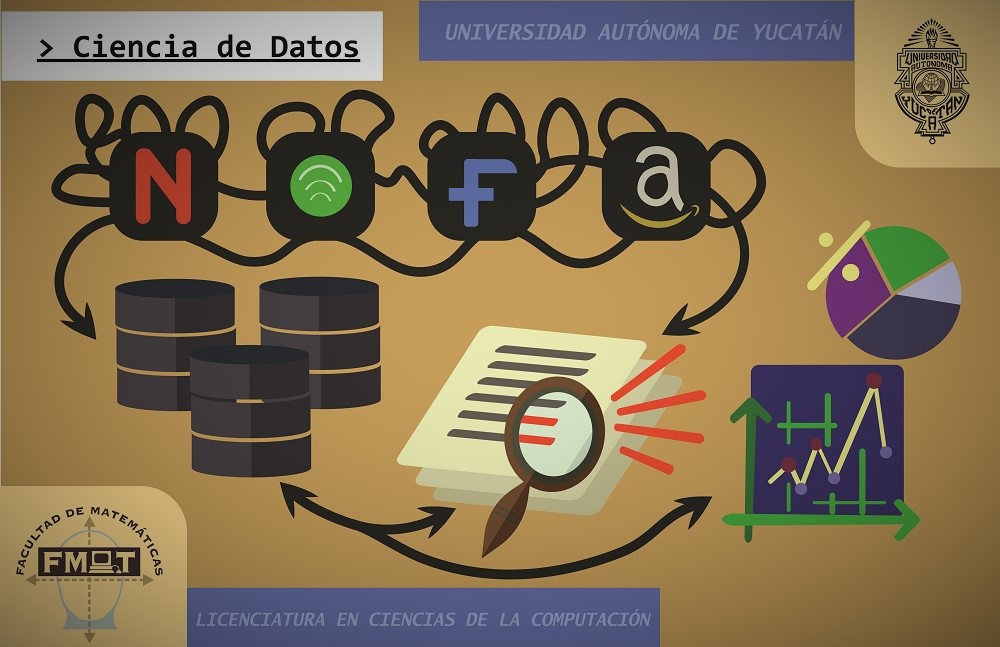 > Ciencia de Datos
UNIVERSIDAD AUTÓNOMA DE YUCATÁN
UNIVERSIDAD
AUTÓNOMA
YUCATÁN
N
F
a
FACULTAD DE MATEMÁTICAS
FMAT
LICENCIATURA EN CIENCIAS DE LA COMPUTACIÓN